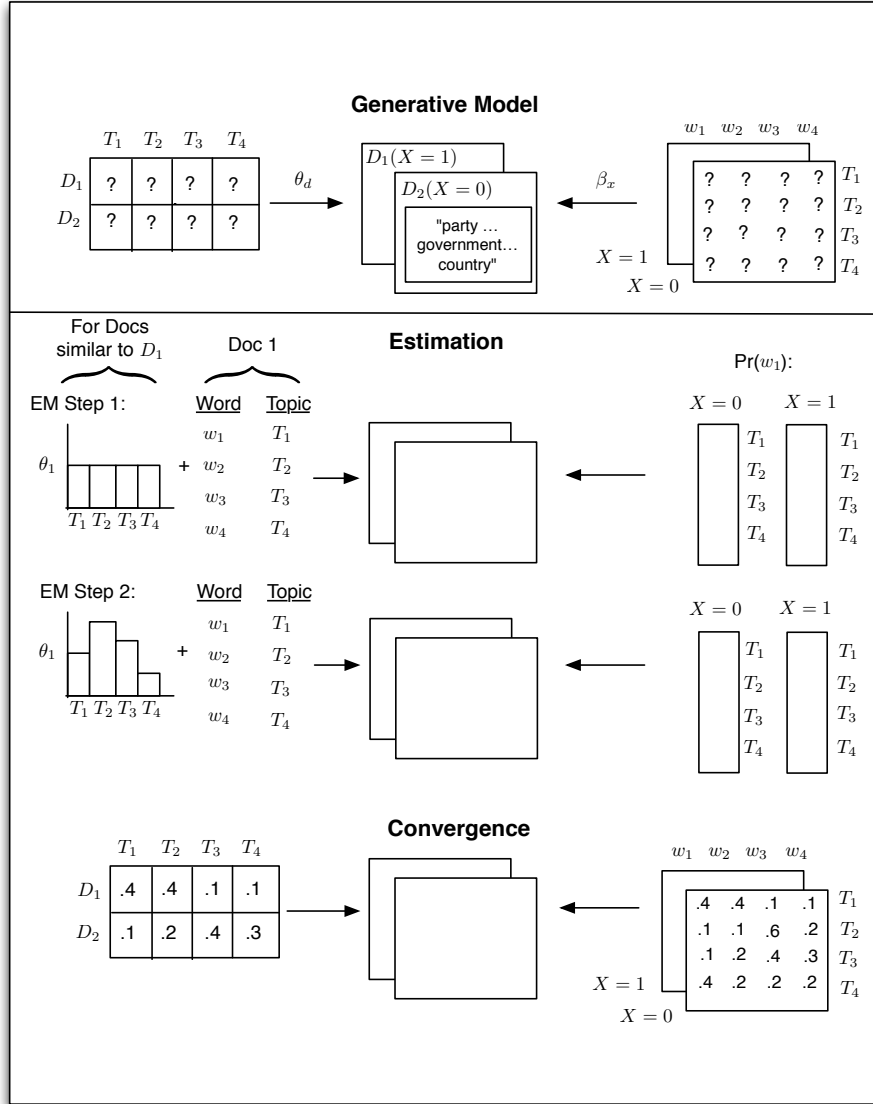 Generative Model
T₁ T₂ T₃ T₄
w₁ w₂ w₃ w₄
D₁ ? ? ? ?
D₂ ? ? ? ?
θ_d
D₁(X = 1)
D₂(X = 0)
"party ...
government...
country"
β_x
? ? ? ? T₁
? ? ? ? T₂
? ? ? ? T₃
? ? ? ? T₄
X = 1
X = 0
Estimation
For Docs
similar to D₁
Doc 1
Pr(w₁):
EM Step 1:
Word Topic
θ₁
T₁ T₂ T₃ T₄
+
w₁ T₁
w₂ T₂
w₃ T₃
w₄ T₄
X = 0 X = 1
T₁ T₁
T₂ T₂
T₃ T₃
T₄ T₄
EM Step 2:
Word Topic
θ₁
T₁ T₂ T₃ T₄
+
w₁ T₁
w₂ T₂
w₃ T₃
w₄ T₄
X = 0 X = 1
T₁ T₁
T₂ T₂
T₃ T₃
T₄ T₄
Convergence
T₁ T₂ T₃ T₄
D₁ .4 .4 .1 .1
D₂ .1 .2 .4 .3
w₁ w₂ w₃ w₄
.4 .4 .1 .1 T₁
.1 .1 .6 .2 T₂
.1 .2 .4 .3 T₃
.4 .2 .2 .2 T₄
X = 1
X = 0